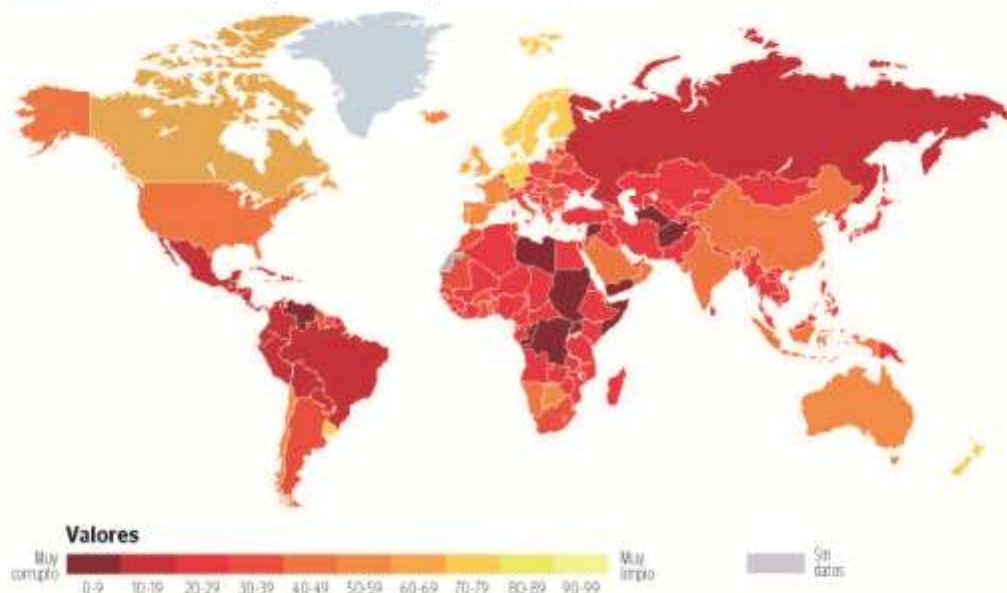 Valores
Muy
corrupto
0-9 10-19 20-29 30-39 40-49 50-59 60-69 70-79 80-89 90-99
Muy
limpio
Sin
datos